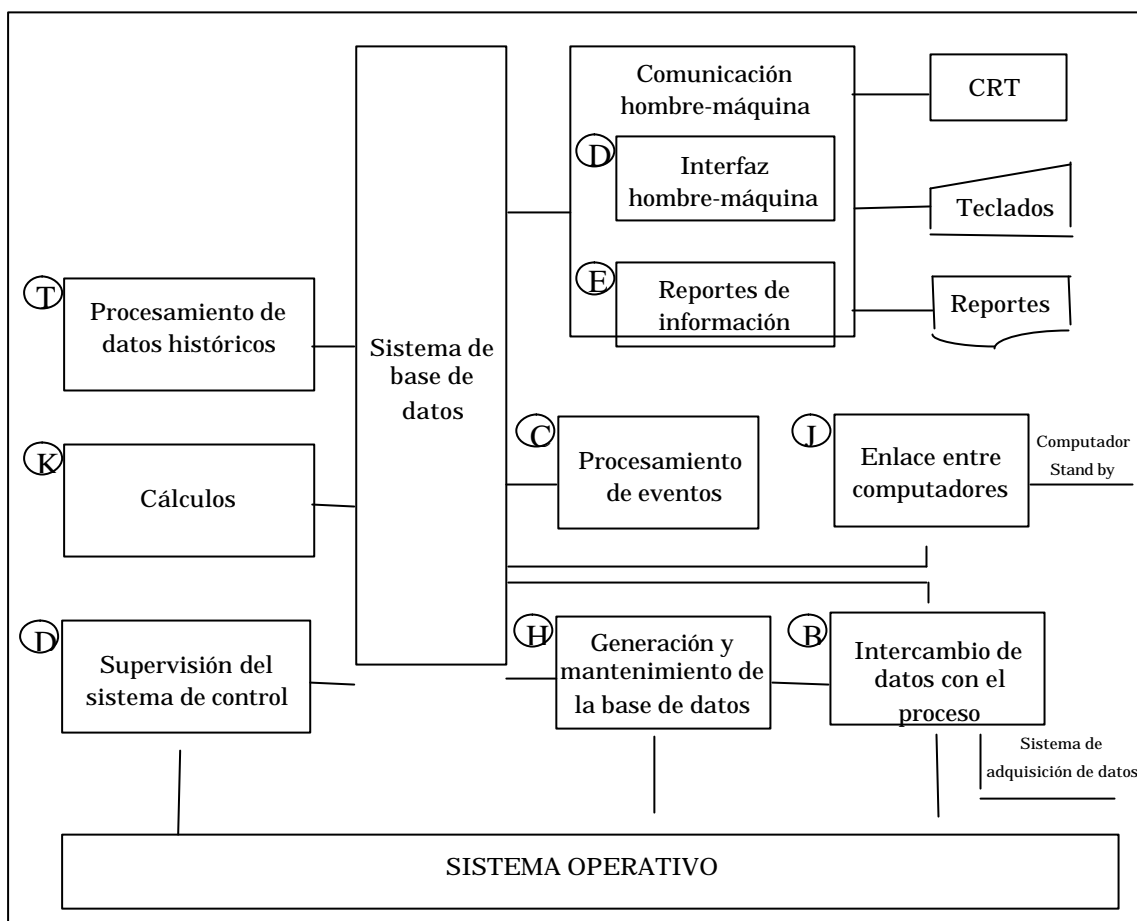 Comunicación
hombre-máquina
CRT
D
Interfaz
hombre-máquina
Teclados
E
Reportes de
información
Reportes
T
Procesamiento de
datos históricos
Sistema de
base de
datos
C
Procesamiento
de eventos
J
Enlace entre
computadores
Computador
Stand by
K
Cálculos
D
Supervisión del
sistema de control
H
Generación y
mantenimiento de
la base de datos
B
Intercambio de
datos con el
proceso
Sistema de
adquisición de datos
SISTEMA OPERATIVO